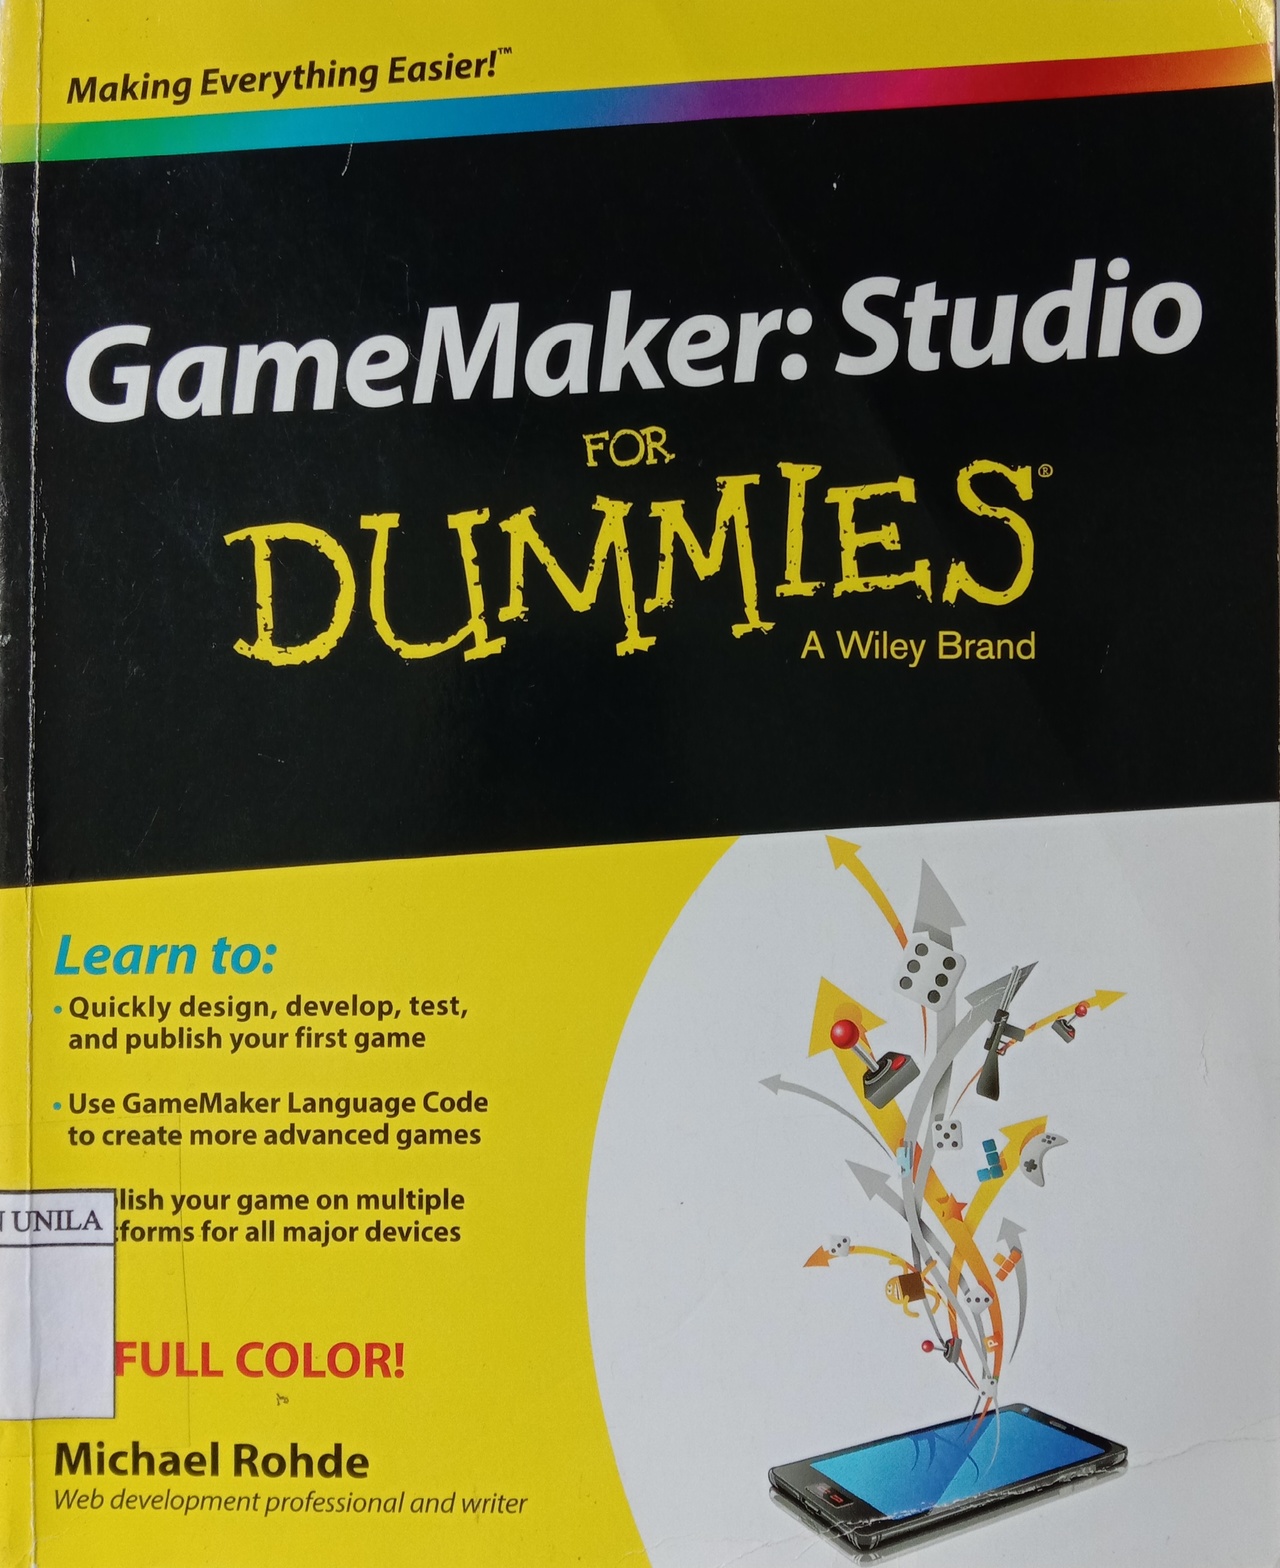 Making Everything Easier!™
GameMaker: Studio
FOR
DUMMIES®
A Wiley Brand
Learn to:
• Quickly design, develop, test,
and publish your first game
• Use GameMaker Language Code
to create more advanced games
lish your game on multiple
forms for all major devices
UNILA
FULL COLOR!
Michael Rohde
Web development professional and writer